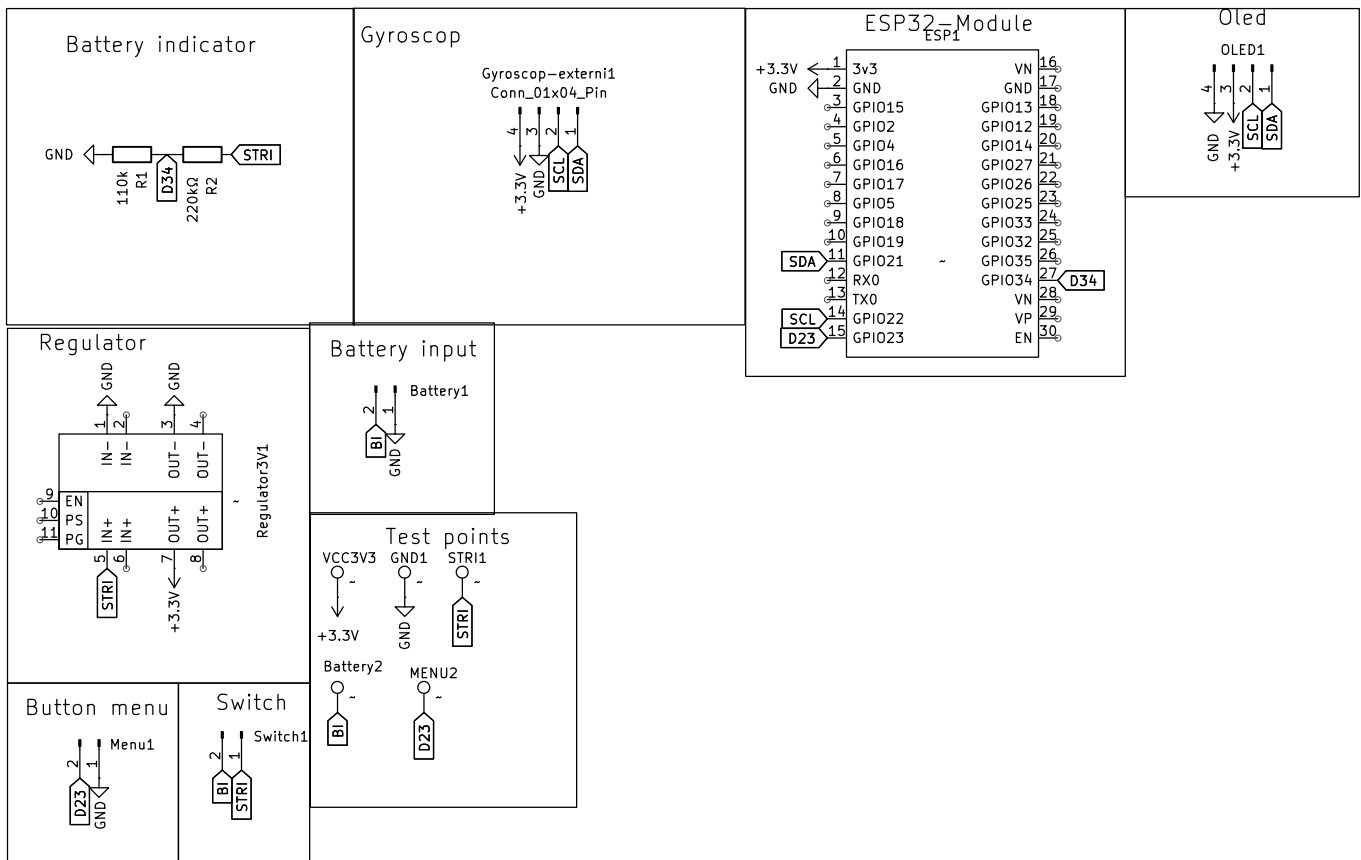 Battery indicator
GND
110k
R1
D34
220kΩ
R2
STRI
Gyroscop
Gyroscop-externi1
Conn_01x04_Pin
4
3
2
1
+3.3V
GND
SCL
SDA
ESP32-Module
ESP1
+3.3V
GND
1 3v3
2 GND
3 GPIO15
4 GPIO2
5 GPIO4
6 GPIO16
7 GPIO17
8 GPIO5
9 GPIO18
10 GPIO19
SDA 11 GPIO21
12 RX0
13 TX0
SCL 14 GPIO22
D23 15 GPIO23
~
VN 16
GND 17
GPIO13 18
GPIO12 19
GPIO14 20
GPIO27 21
GPIO26 22
GPIO25 23
GPIO33 24
GPIO32 25
GPIO35 26
GPIO34 27 D34
VN 28
VP 29
EN 30
Oled
OLED1
4
3
2
1
GND
+3.3V
SCL
SDA
Regulator
GND
GND
1
2
3
4
IN-
IN-
OUT-
OUT-
9 EN
10 PS
11 PG
IN+
IN+
OUT+
OUT+
~
Regulator3V1
5
6
7
8
STRI
+3.3V
Battery input
Battery1
2
1
BI
GND
Test points
VCC3V3
~
+3.3V
GND1
~
GND
STRI1
~
STRI
Battery2
~
BI
MENU2
~
D23
Button menu
Menu1
2
1
D23
GND
Switch
Switch1
2
1
BI
STRI